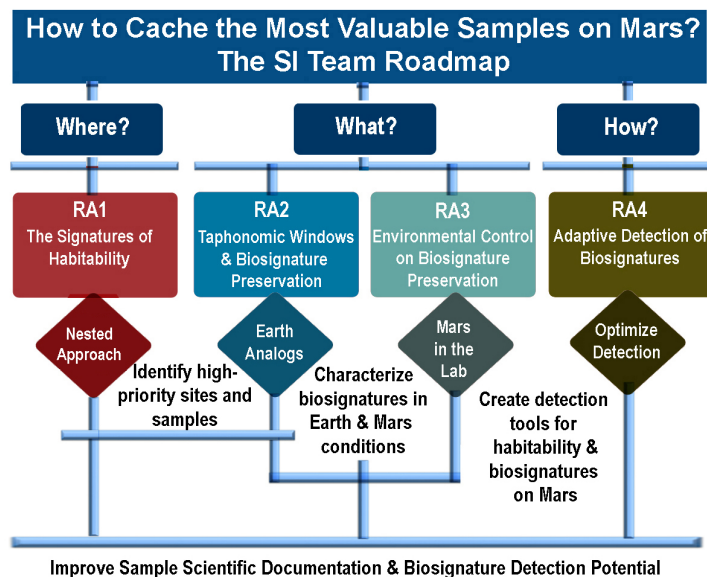 How to Cache the Most Valuable Samples on Mars?
The SI Team Roadmap
Where?
What?
How?
RA1
The Signatures of
Habitability
RA2
Taphonomic Windows
& Biosignature
Preservation
RA3
Environmental Control
on Biosignature
Preservation
RA4
Adaptive Detection of
Biosignatures
Nested
Approach
Earth
Analogs
Mars
in the
Lab
Optimize
Detection
Identify high-
priority sites and
samples
Characterize
biosignatures in
Earth & Mars
conditions
Create detection
tools for
habitability &
biosignatures
on Mars
Improve Sample Scientific Documentation & Biosignature Detection Potential